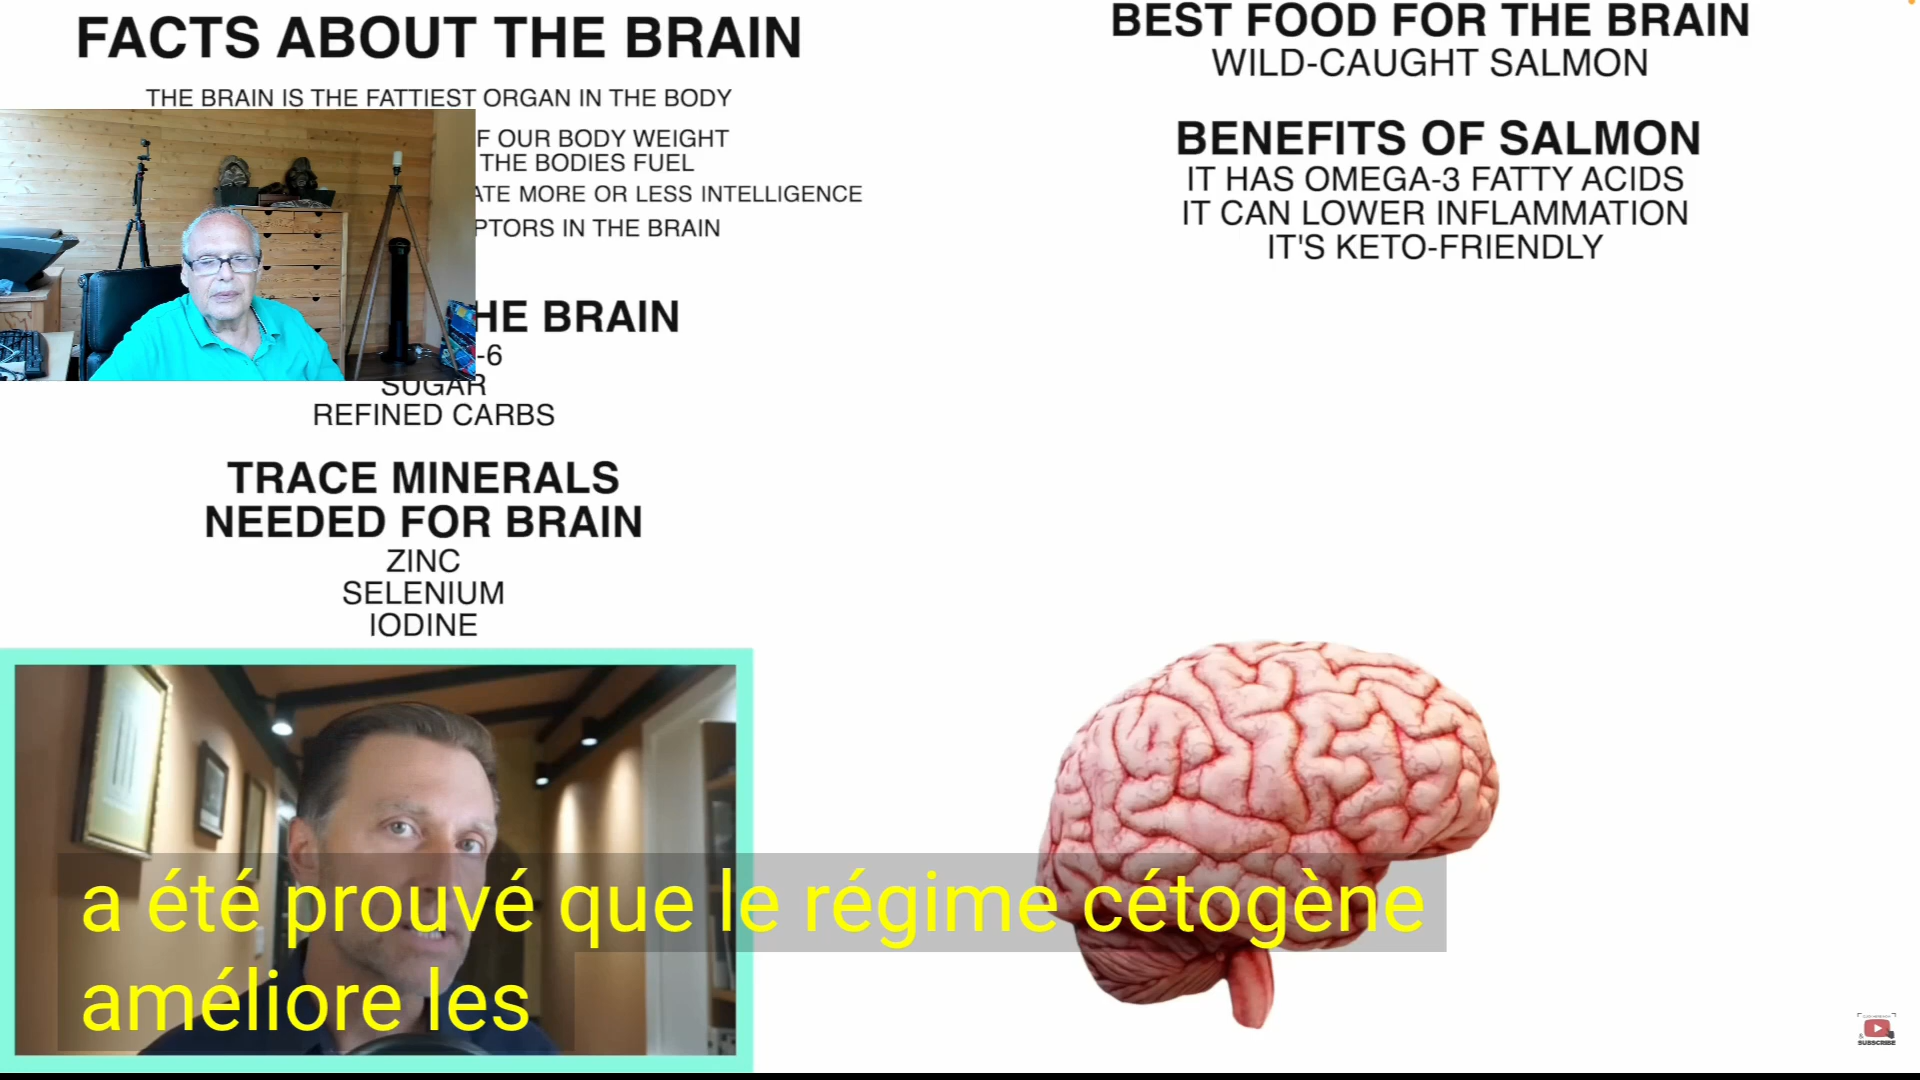 FACTS ABOUT THE BRAIN
THE BRAIN IS THE FATTIEST ORGAN IN THE BODY
OUR BODY WEIGHT
THE BODIES FUEL
MORE OR LESS INTELLIGENCE
IN THE BRAIN
BRAIN
-6
SUGAR
REFINED CARBS
TRACE MINERALS
NEEDED FOR BRAIN
ZINC
SELENIUM
IODINE
BEST FOOD FOR THE BRAIN
WILD-CAUGHT SALMON
BENEFITS OF SALMON
IT HAS OMEGA-3 FATTY ACIDS
IT CAN LOWER INFLAMMATION
IT'S KETO-FRIENDLY
a été prouvé que le régime cétogène
améliore les
SUBSCRIBE